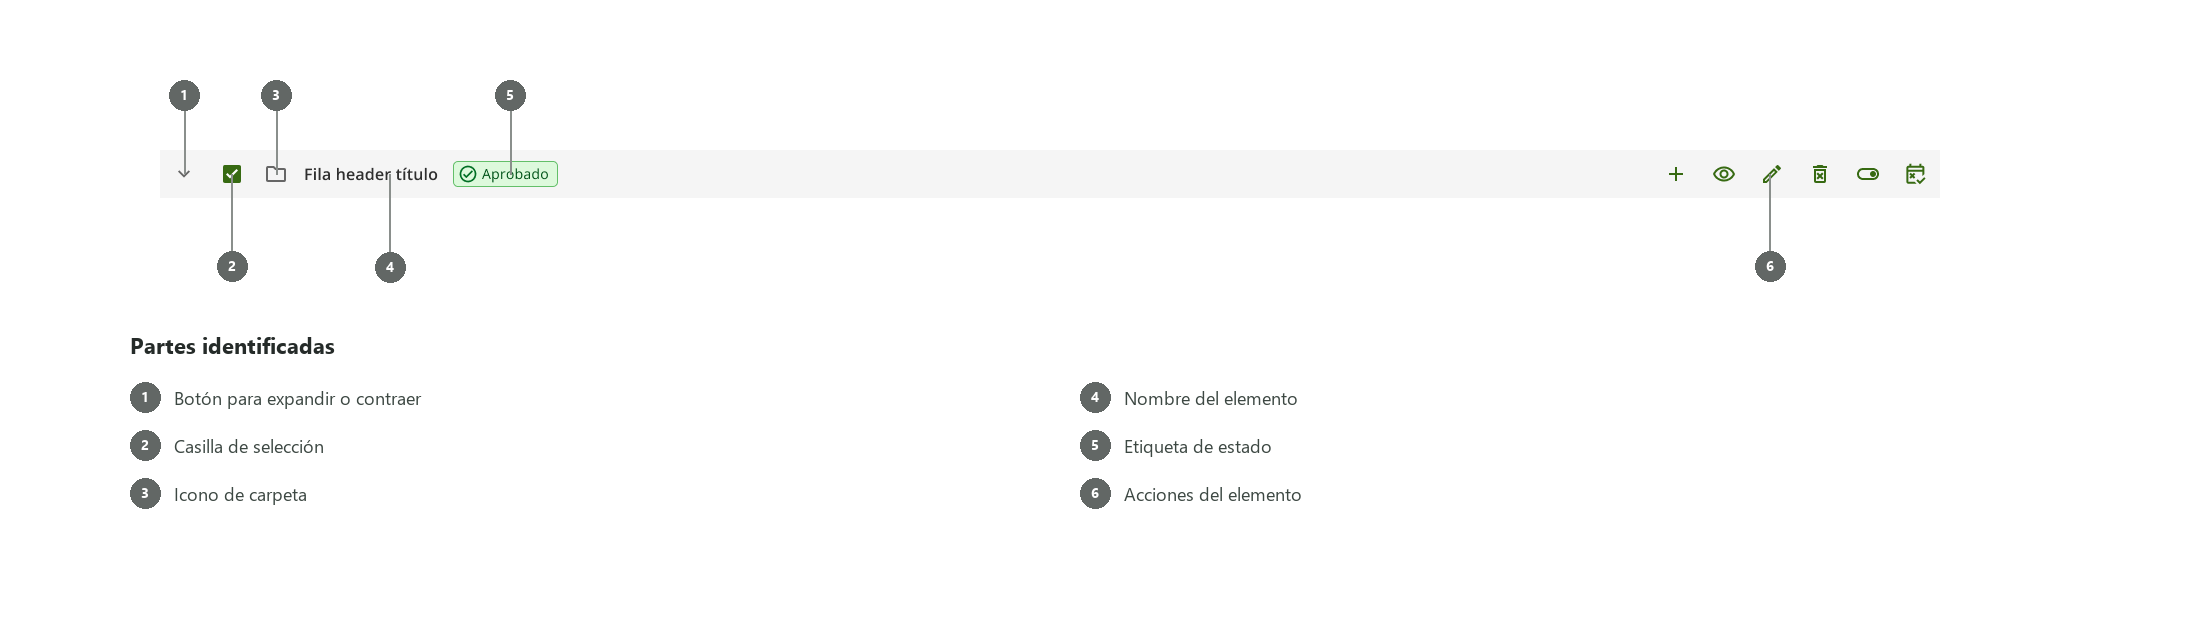 1 3 5
Fila header título Aprobado
2 4 6
Partes identificadas
1 Botón para expandir o contraer
2 Casilla de selección
3 Icono de carpeta
4 Nombre del elemento
5 Etiqueta de estado
6 Acciones del elemento